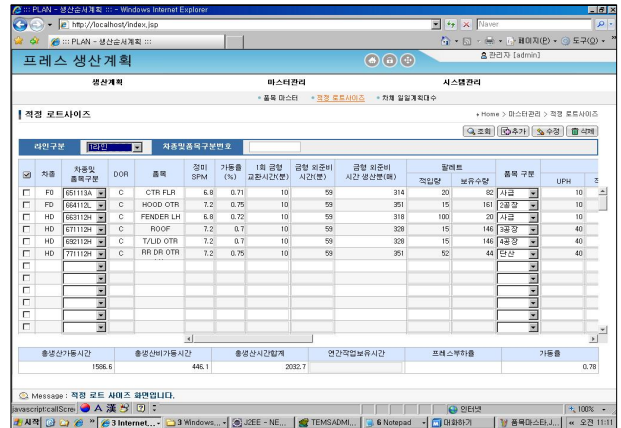 ::: PLAN - 생산순서계획 ::: - Windows Internet Explorer
http://localhost/index.jsp
Naver
::: PLAN - 생산순서계획 :::
페이지(P)
도구(O)
프레스 생산계획
관리자 [admin]
생산계획 마스터관리 시스템관리
품목 마스터 적정 로트사이즈 차체 일일계획대수
적정 로트사이즈
Home > 마스터관리 > 적정 로트사이즈
조회 추가 수정 삭제
라인구분 1라인 차종및품목구분번호
차종 차종및 품목구분 DOR 품목 정미 SPM 가동률 (%) 1회 금형 교환시간(분) 금형 외준비 시간(분) 금형 외준비 시간 생산분(매) 팔레트 적입량 보유수량 품목 구분 UPH
FO 651113A C CTR FLR 6.8 0.71 10 59 314 20 82 사급 10
FD 664112L C HOOD OTR 7.2 0.75 10 59 351 15 161 2공장 10
HD 663112H C FENDER LH 6.8 0.72 10 59 318 100 20 사급 10
HD 671112H C ROOF 7.2 0.7 10 59 328 15 146 3공장 40
HD 692112H C T/LID OTR 7.2 0.7 10 59 328 15 146 4공장 40
HD 771112H C RR DR OTR 7.2 0.75 10 59 351 52 44 단산 40
총생산가동시간 총생산비가동시간 총생산시간합계 연간작업보유시간 프레스부하율 가동률
1586.6 446.1 2032.7 0.78
Message : 적정 로트 사이즈 화면입니다.
javascript:callScre
A 漢
인터넷
100%
시작
3 Internet...
3 Windows...
J2EE - NE...
TEMSADMI...
6 Notepad
대화하기
품목마스타,J...
오전 11:11